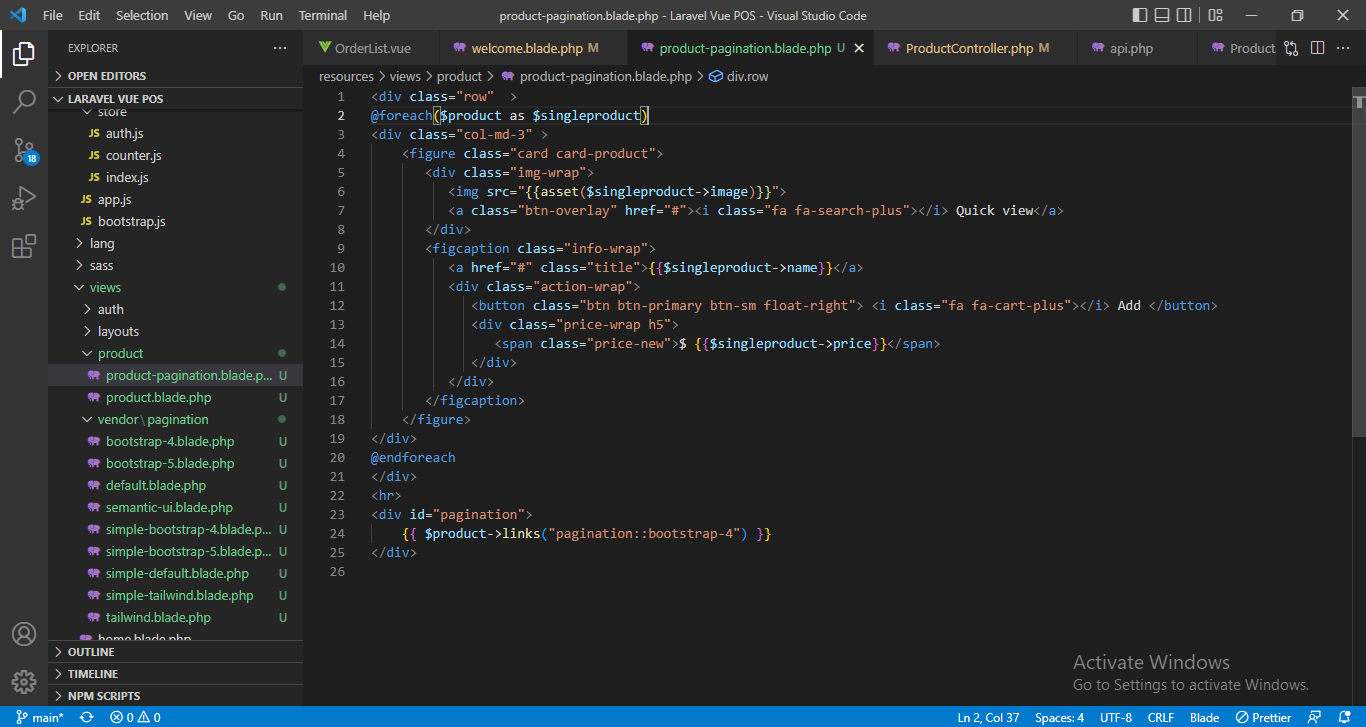 File Edit Selection View Go Run Terminal Help
product-pagination.blade.php - Laravel Vue POS - Visual Studio Code
EXPLORER
OPEN EDITORS
LARAVEL VUE POS
store
JS auth.js
JS counter.js
JS index.js
JS app.js
JS bootstrap.js
lang
sass
views
auth
layouts
product
product-pagination.blade.p... U
product.blade.php U
vendor\pagination
bootstrap-4.blade.php U
bootstrap-5.blade.php U
default.blade.php U
semantic-ui.blade.php U
simple-bootstrap-4.blade.p... U
simple-bootstrap-5.blade.p... U
simple-default.blade.php U
simple-tailwind.blade.php U
tailwind.blade.php U
home.blade.php
OUTLINE
TIMELINE
NPM SCRIPTS
18
OrderList.vue welcome.blade.php M product-pagination.blade.php U ProductController.php M api.php Product
resources > views > product > product-pagination.blade.php > div.row
1 <div class="row"  >
2 @foreach($product as $singleproduct)
3 <div class="col-md-3" >
4     <figure class="card card-product">
5        <div class="img-wrap">
6           <img src="{{asset($singleproduct->image)}}">
7           <a class="btn-overlay" href="#"><i class="fa fa-search-plus"></i> Quick view</a>
8        </div>
9        <figcaption class="info-wrap">
10           <a href="#" class="title">{{$singleproduct->name}}</a>
11           <div class="action-wrap">
12              <button class="btn btn-primary btn-sm float-right"> <i class="fa fa-cart-plus"></i> Add </button>
13              <div class="price-wrap h5">
14                 <span class="price-new">$ {{$singleproduct->price}}</span>
15              </div>
16           </div>
17        </figcaption>
18     </figure>
19 </div>
20 @endforeach
21 </div>
22 <hr>
23 <div id="pagination">
24     {{ $product->links("pagination::bootstrap-4") }}
25 </div>
26
Activate Windows
Go to Settings to activate Windows.
main* 0 0 Ln 2, Col 37 Spaces: 4 UTF-8 CRLF Blade Prettier